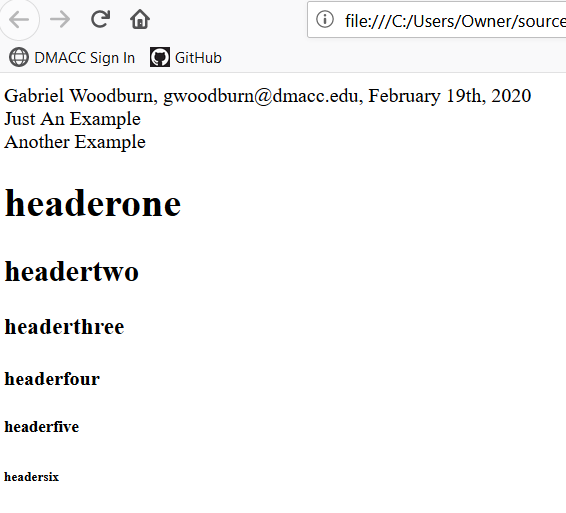 file:///C:/Users/Owner/source
DMACC Sign In GitHub
Gabriel Woodburn, gwoodburn@dmacc.edu, February 19th, 2020
Just An Example
Another Example
headerone
headertwo
headerthree
headerfour
headerfive
headersix